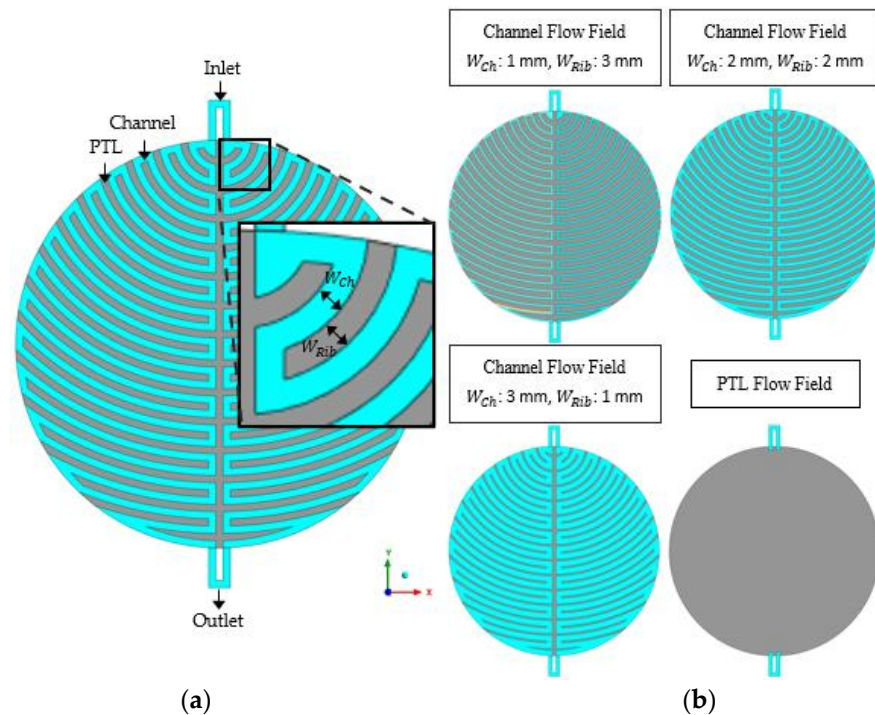 Inlet
Channel
PTL
W_Ch
W_Rib
Y
X
Outlet
(a)
Channel Flow Field
W_Ch: 1 mm, W_Rib: 3 mm
Channel Flow Field
W_Ch: 2 mm, W_Rib: 2 mm
Channel Flow Field
W_Ch: 3 mm, W_Rib: 1 mm
PTL Flow Field
(b)